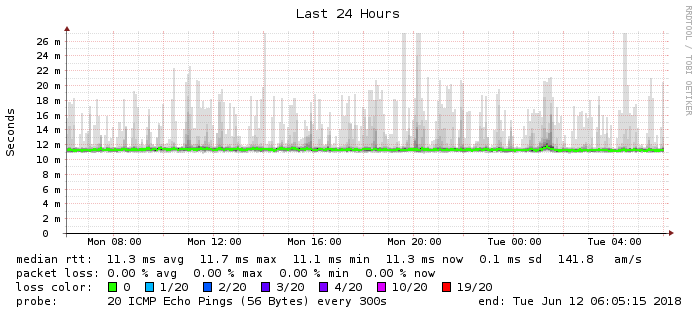 Last 24 Hours
RRDTOOL / TOBI OETIKER
Seconds
26 m
24 m
22 m
20 m
18 m
16 m
14 m
12 m
10 m
8 m
6 m
4 m
2 m
0
Mon 08:00 Mon 12:00 Mon 16:00 Mon 20:00 Tue 00:00 Tue 04:00
median rtt: 11.3 ms avg 11.7 ms max 11.1 ms min 11.3 ms now 0.1 ms sd 141.8 am/s
packet loss: 0.00 % avg 0.00 % max 0.00 % min 0.00 % now
loss color: 0 1/20 2/20 3/20 4/20 10/20 19/20
probe: 20 ICMP Echo Pings (56 Bytes) every 300s end: Tue Jun 12 06:05:15 2018